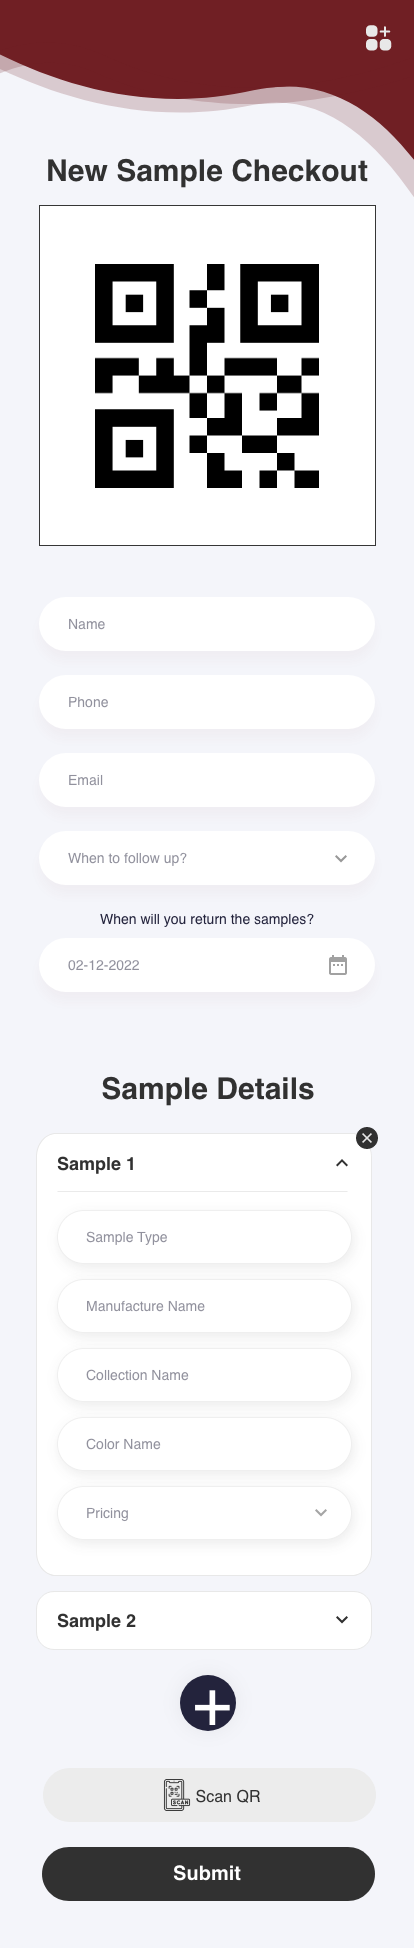 New Sample Checkout
Name
Phone
Email
When to follow up?
When will you return the samples?
02-12-2022
Sample Details
Sample 1
Sample Type
Manufacture Name
Collection Name
Color Name
Pricing
Sample 2
SCAN
Scan QR
Submit